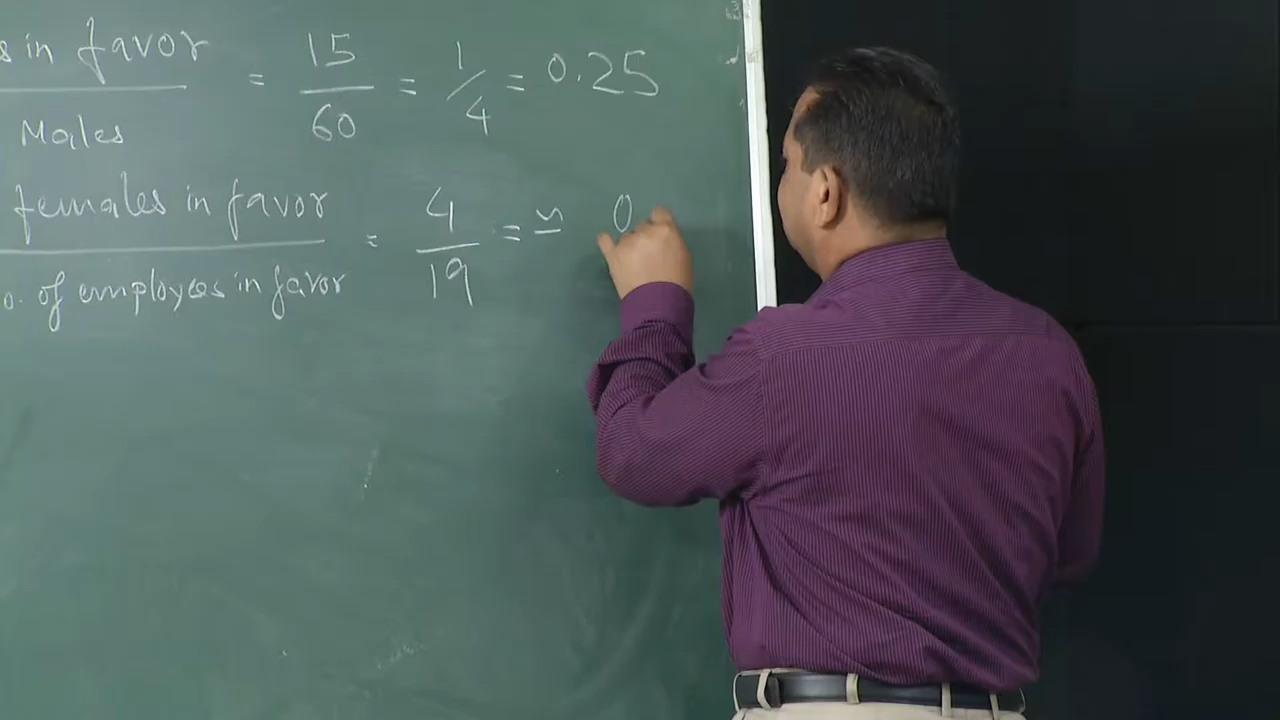 s in favor
Males
= 15/60 = 1/4 = 0.25
females in favor
o. of employees in favor
= 4/19 = ≃ 0